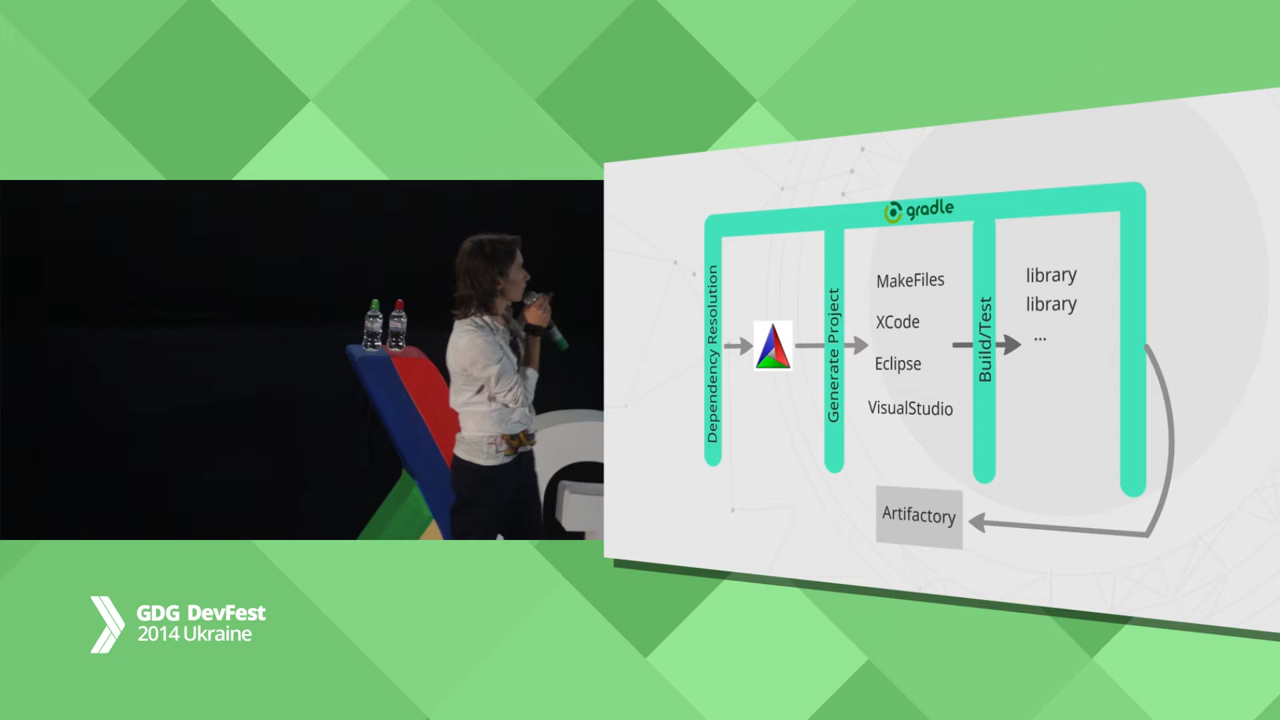 gradle
Dependency Resolution
Generate Project
MakeFiles
XCode
Eclipse
VisualStudio
Build/Test
library
library
...
Artifactory
GDG DevFest
2014 Ukraine